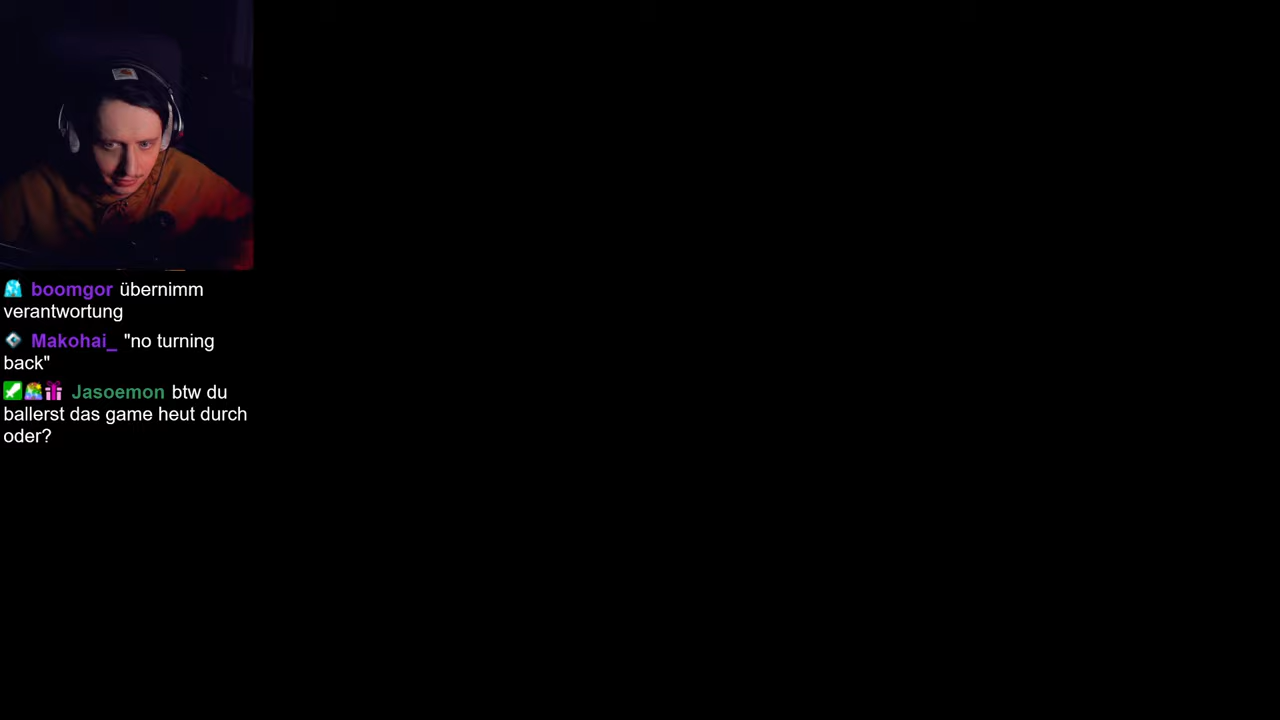 boomgor übernimm
verantwortung
Makohai_ "no turning
back"
Jasoemon btw du
ballerst das game heut durch
oder?